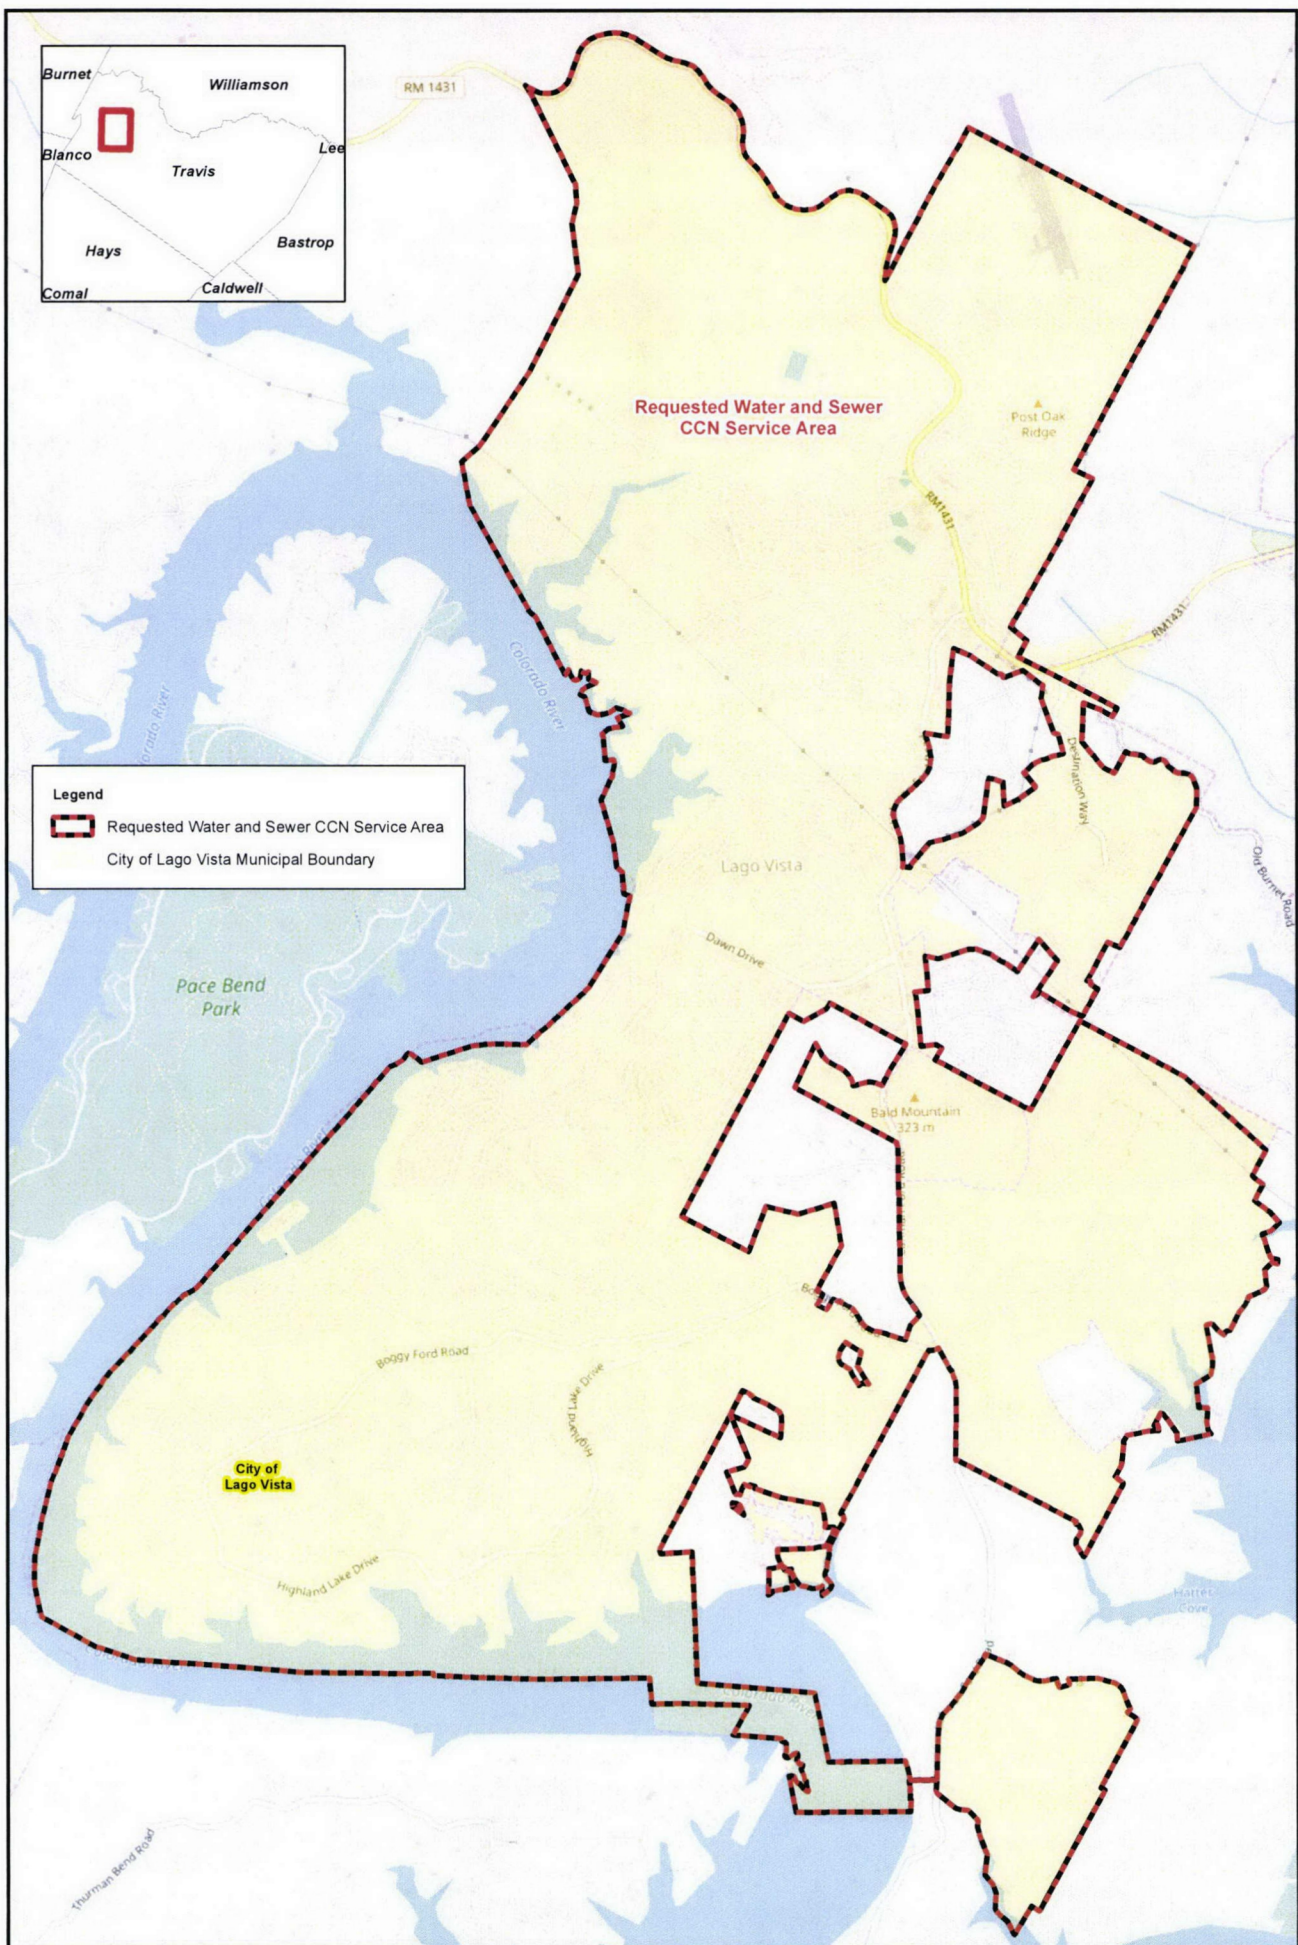 Burnet
Williamson
RM 1431
Blanco
Lee
Travis
Hays
Bastrop
Caldwell
Comal
Requested Water and Sewer
CCN Service Area
Post Oak
Ridge
RM1431
RM1431
Colorado River
Legend
Requested Water and Sewer CCN Service Area
City of Lago Vista Municipal Boundary
Destination Way
Lago Vista
Old Burnet Road
Dawn Drive
Pace Bend
Park
Bald Mountain
323 m
Colorado River
Boggy Ford Road
Highland Lake Drive
City of
Lago Vista
Highland Lake Drive
Colorado River
Thurman Bend Road